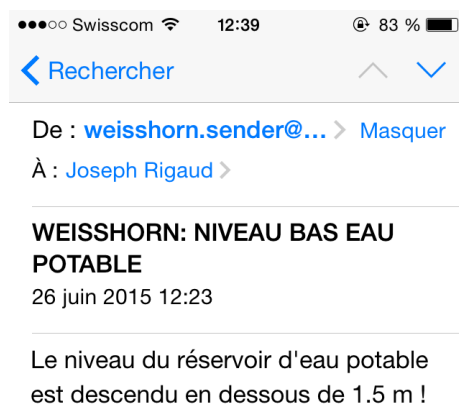 Swisscom 12:39 83 %
Rechercher
De : weisshorn.sender@... Masquer
À : Joseph Rigaud
WEISSHORN: NIVEAU BAS EAU
POTABLE
26 juin 2015 12:23
Le niveau du réservoir d'eau potable
est descendu en dessous de 1.5 m !